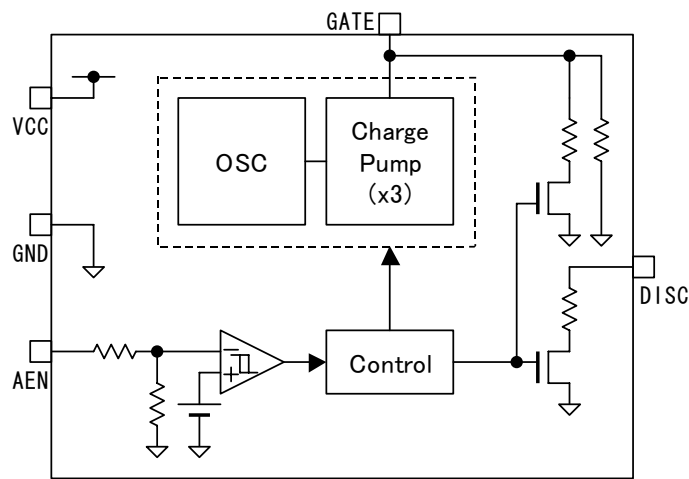 GATE
VCC
OSC
Charge
Pump
(x3)
GND
DISC
AEN
−
+
Control